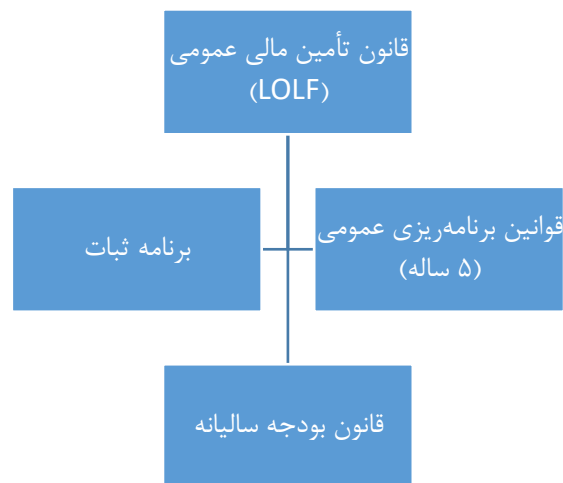 قانون تأمین مالی عمومی
(LOLF)
قوانین برنامه‌ریزی عمومی
(۵ ساله)
برنامه ثبات
قانون بودجه سالیانه